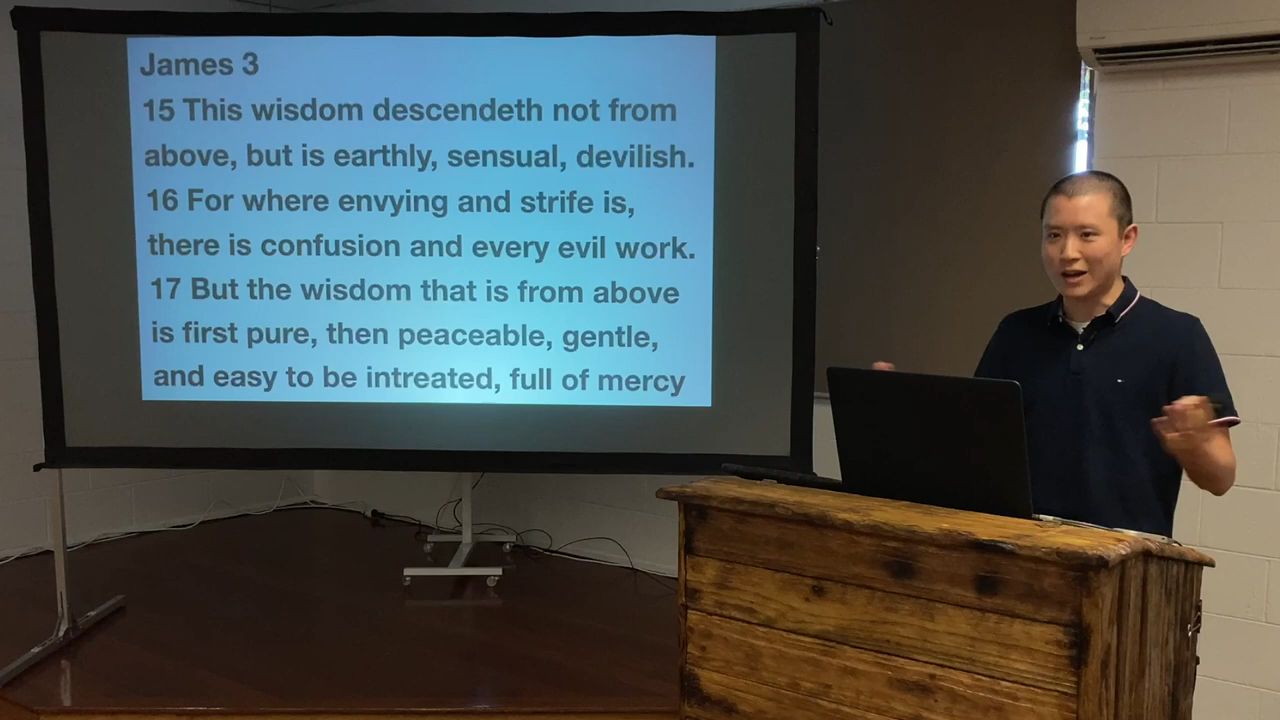 James 3
15 This wisdom descendeth not from
above, but is earthly, sensual, devilish.
16 For where envying and strife is,
there is confusion and every evil work.
17 But the wisdom that is from above
is first pure, then peaceable, gentle,
and easy to be intreated, full of mercy